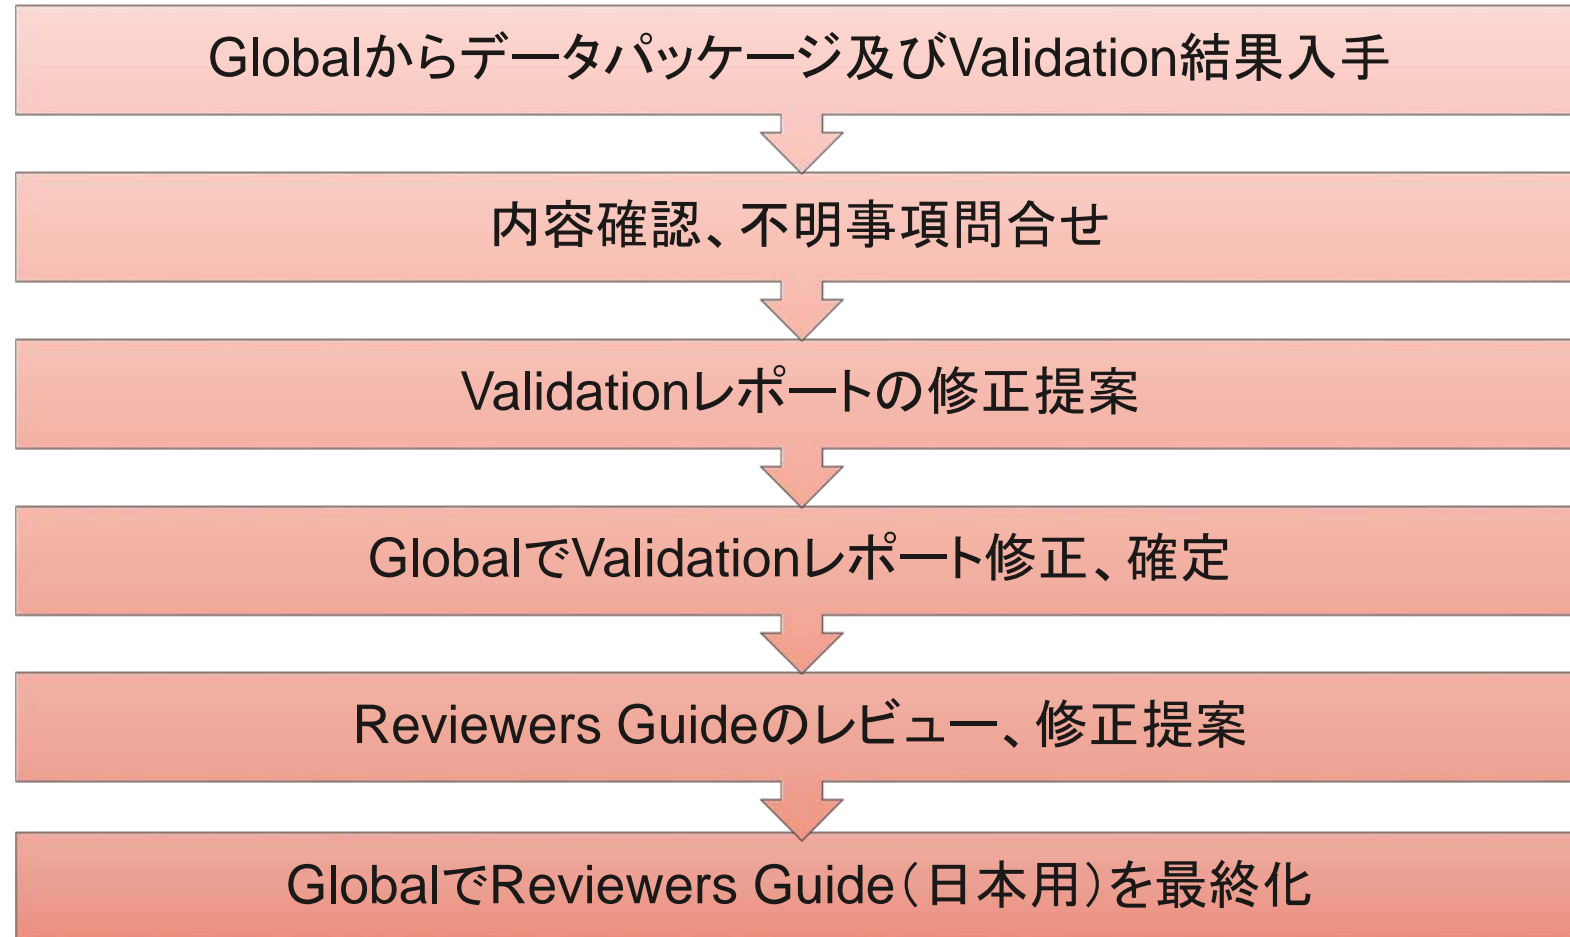 Globalからデータパッケージ及びValidation結果入手
内容確認、不明事項問合せ
Validationレポートの修正提案
GlobalでValidationレポート修正、確定
Reviewers Guideのレビュー、修正提案
GlobalでReviewers Guide（日本用）を最終化